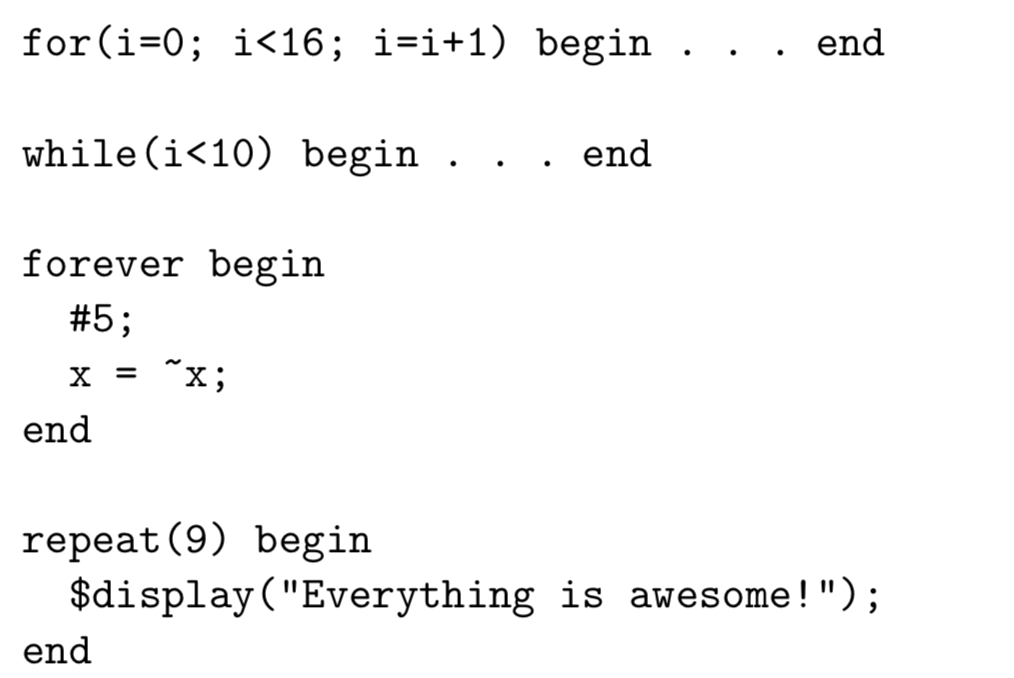 for(i=0; i<16; i=i+1) begin . . . end
while(i<10) begin . . . end
forever begin
  #5;
  x = ~x;
end
repeat(9) begin
  $display("Everything is awesome!");
end